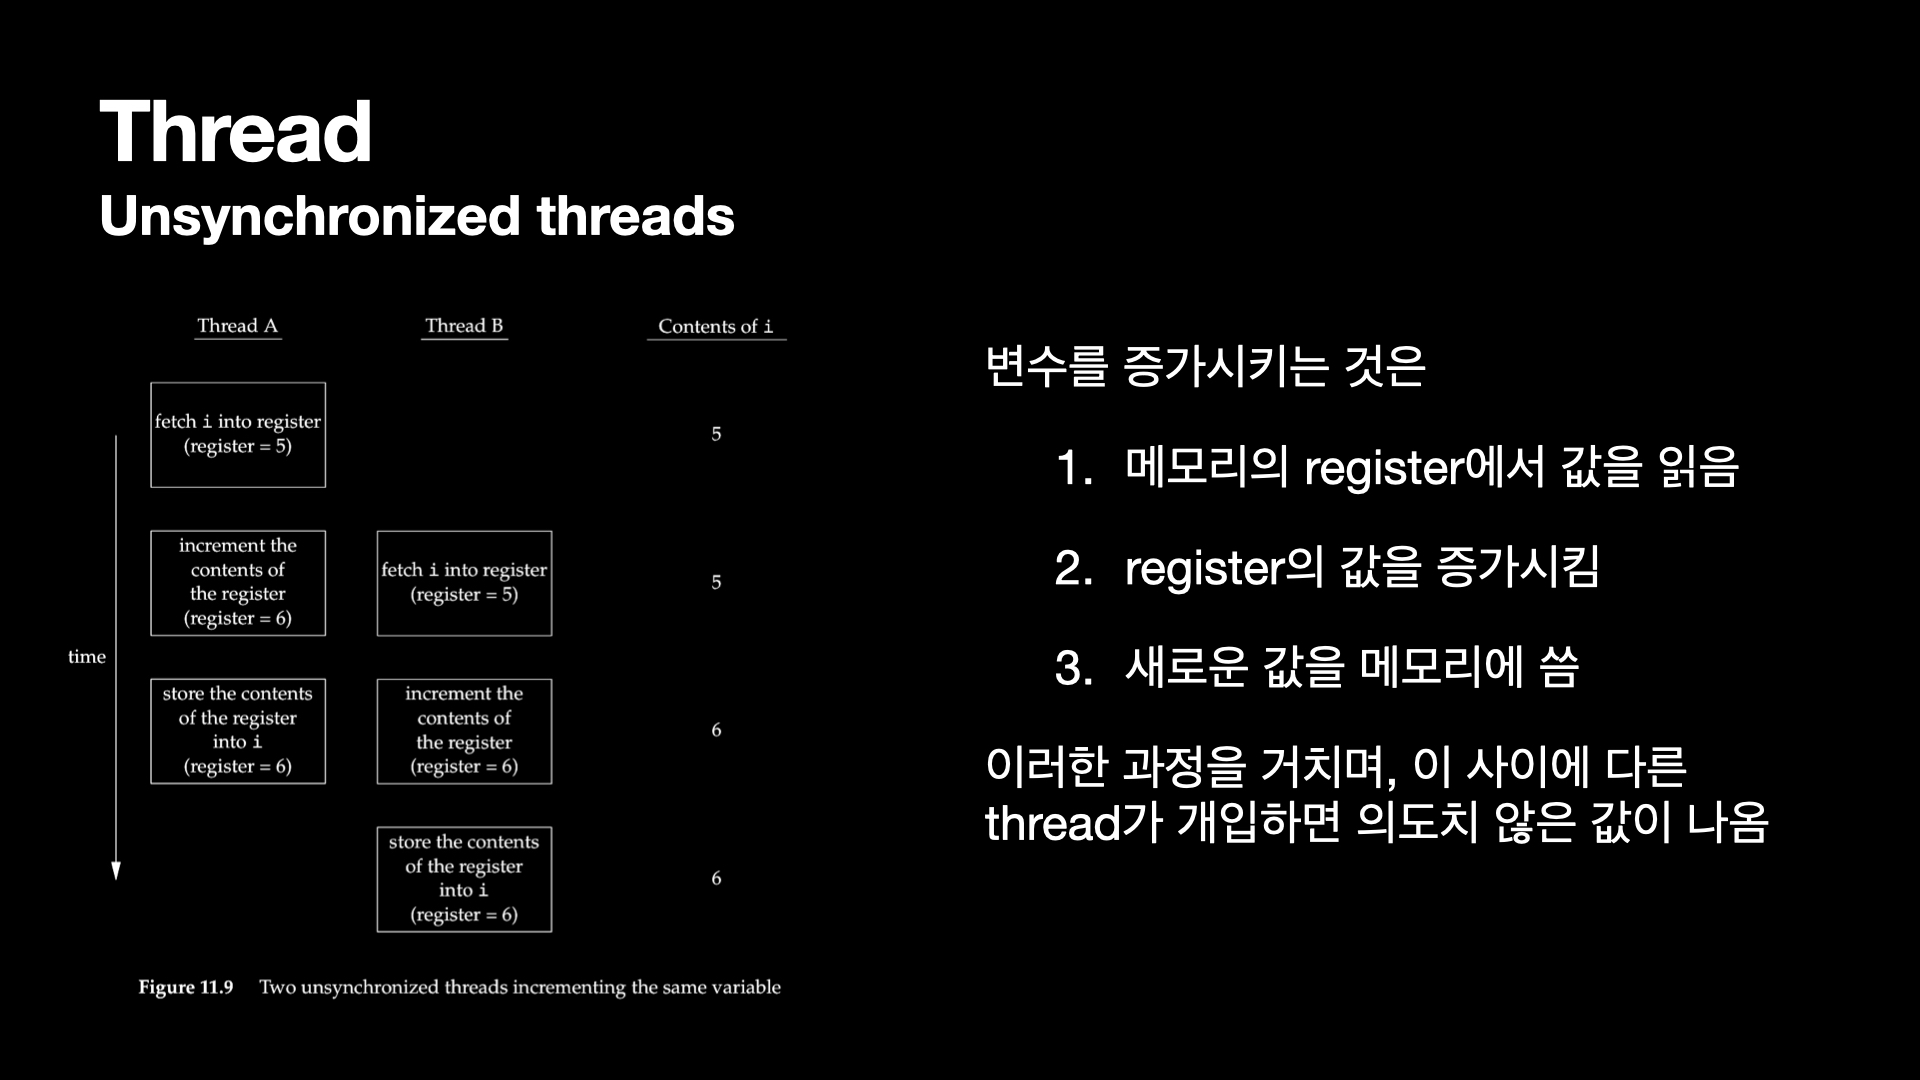 Thread
Unsynchronized threads
Thread A
Thread B
Contents of i
fetch i into register
(register = 5)
5
increment the
contents of
the register
(register = 6)
fetch i into register
(register = 5)
5
time
store the contents
of the register
into i
(register = 6)
increment the
contents of
the register
(register = 6)
6
store the contents
of the register
into i
(register = 6)
6
Figure 11.9 Two unsynchronized threads incrementing the same variable
변수를 증가시키는 것은
1. 메모리의 register에서 값을 읽음
2. register의 값을 증가시킴
3. 새로운 값을 메모리에 씀
이러한 과정을 거치며, 이 사이에 다른
thread가 개입하면 의도치 않은 값이 나옴